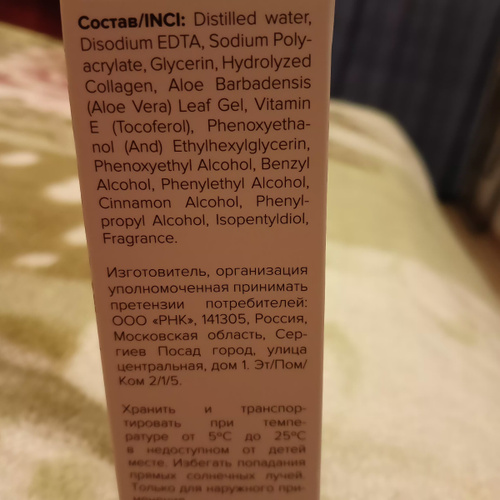 Состав/INCI: Distilled water,
Disodium EDTA, Sodium Poly-
acrylate, Glycerin, Hydrolyzed
Collagen, Aloe Barbadensis
(Aloe Vera) Leaf Gel, Vitamin
E (Tocoferol), Phenoxyetha-
nol (And) Ethylhexylglycerin,
Phenoxyethyl Alcohol, Benzyl
Alcohol, Phenylethyl Alcohol,
Cinnamon Alcohol, Phenyl-
propyl Alcohol, Isopentyldiol,
Fragrance.
Изготовитель, организация
уполномоченная принимать
претензии потребителей:
ООО «РНК», 141305, Россия,
Московская область, Сер-
гиев Посад город, улица
центральная, дом 1. Эт/Пом/
Ком 2/1/5.
Хранить и транспор-
тировать при темпе-
ратуре от 5°C до 25°C
в недоступном от детей
месте. Избегать попадания
прямых солнечных лучей.
Только для наружного при-